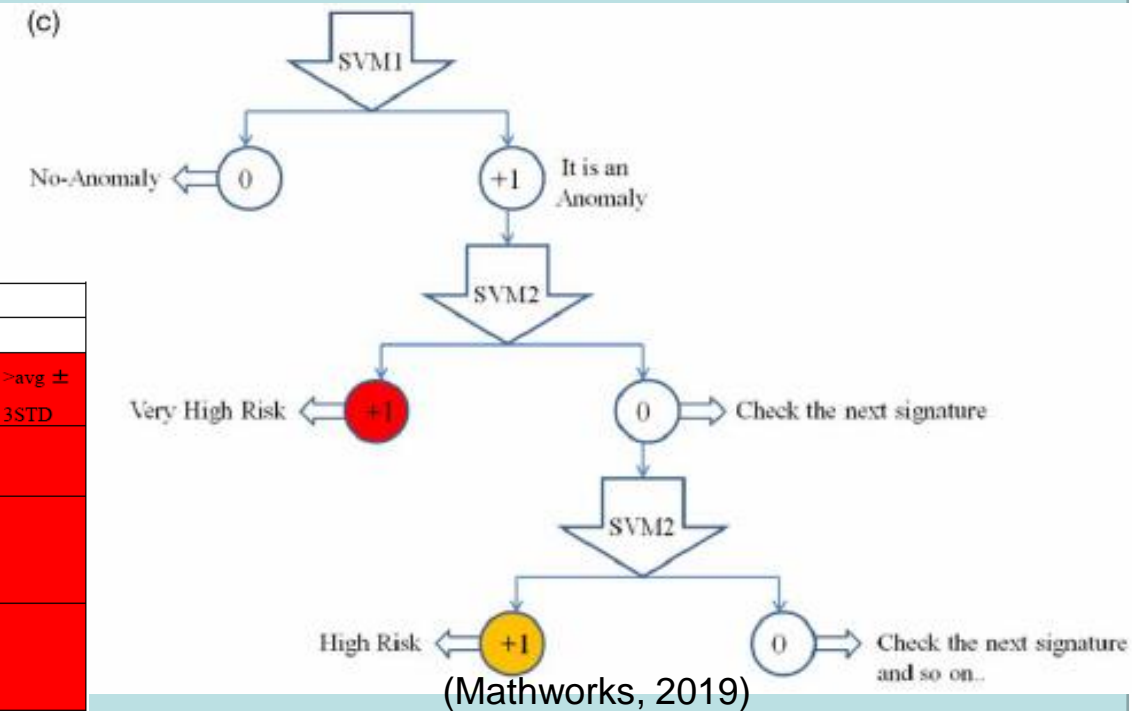 (c)
SVM1
No-Anomaly
0
+1
It is an
Anomaly
SVM2
>avg ±
3STD
Very High Risk
+1
0
Check the next signature
SVM2
High Risk
+1
0
Check the next signature
and so on..
(Mathworks, 2019)